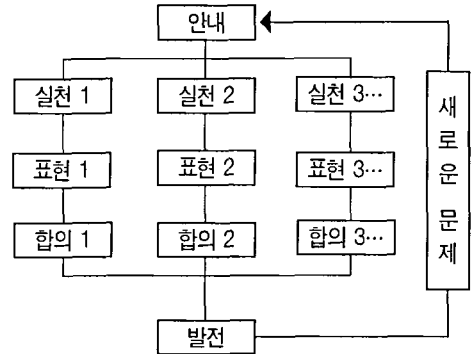 안내
실천 1 실천 2 실천 3…
표현 1 표현 2 표현 3…
합의 1 합의 2 합의 3…
발전
새로운 문제